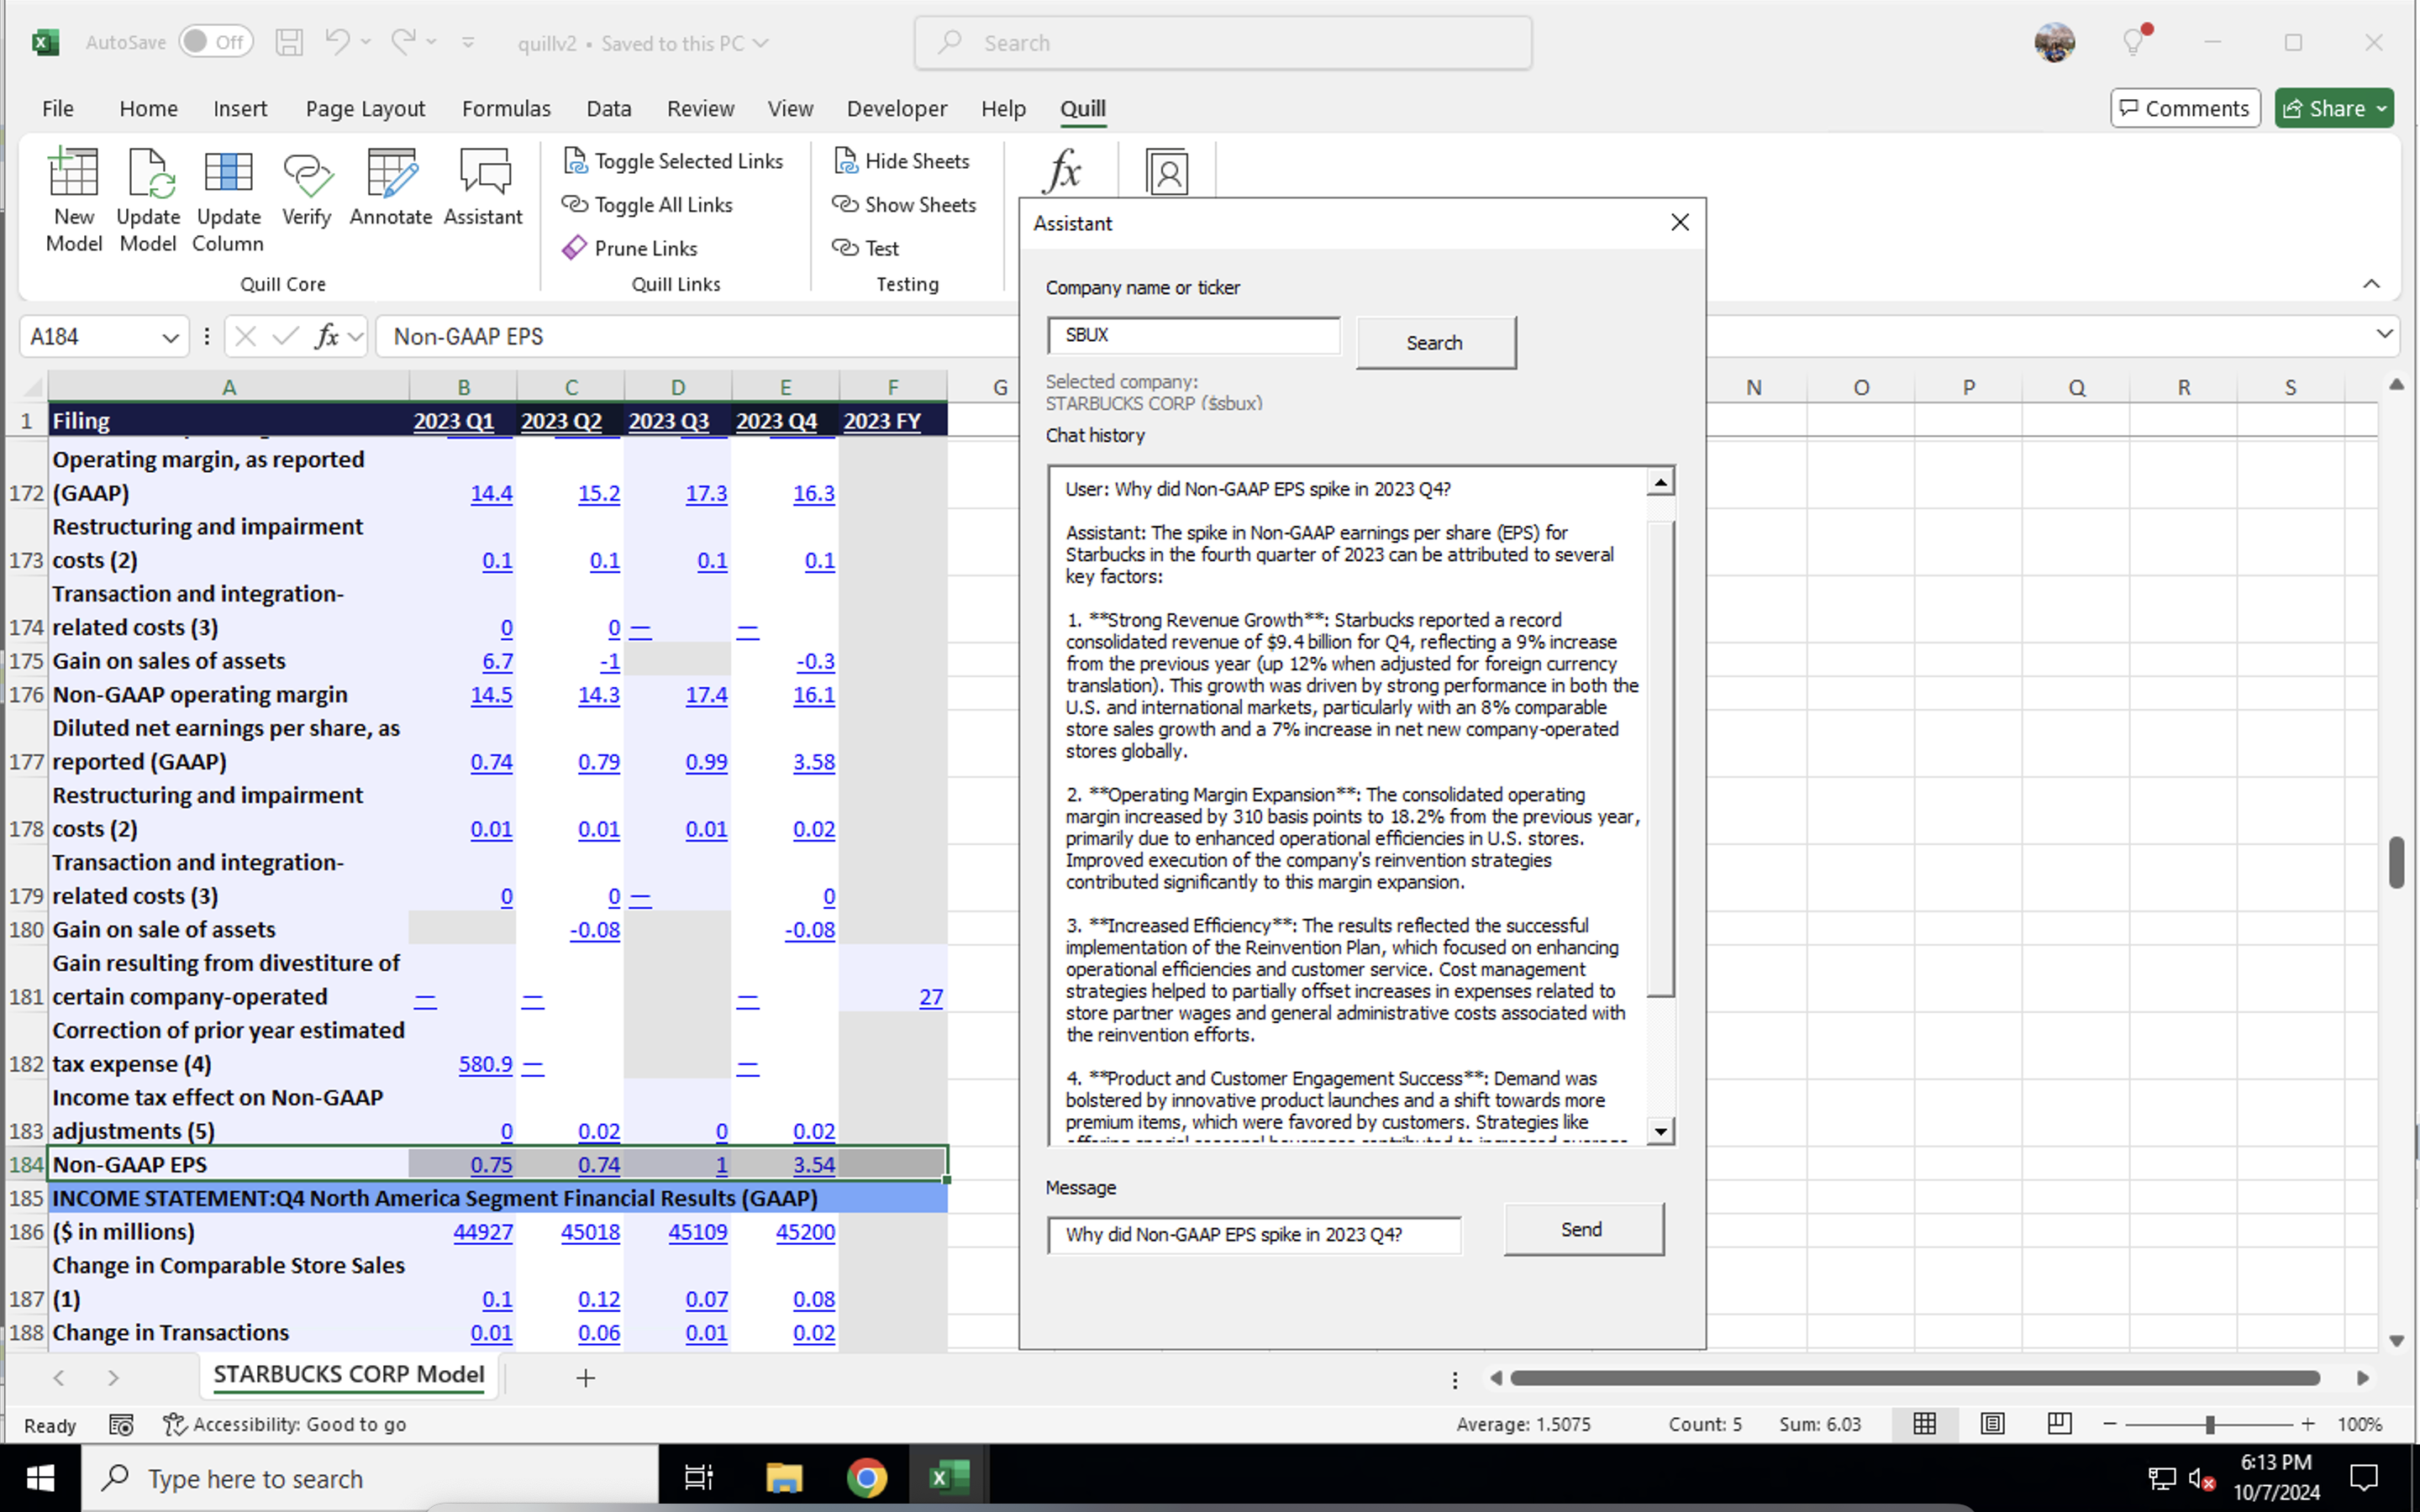 AutoSave Off quillv2 • Saved to this PC Search
File Home Insert Page Layout Formulas Data Review View Developer Help Quill Comments Share
New Model
Update Model
Update Column
Verify
Annotate
Assistant
Quill Core
Toggle Selected Links
Toggle All Links
Prune Links
Quill Links
Hide Sheets
Show Sheets
Test
Testing
fx
A184 fx Non-GAAP EPS
A B C D E F G N O P Q R S
1 Filing 2023 Q1 2023 Q2 2023 Q3 2023 Q4 2023 FY
Operating margin, as reported
172 (GAAP) 14.4 15.2 17.3 16.3
Restructuring and impairment
173 costs (2) 0.1 0.1 0.1 0.1
Transaction and integration-
174 related costs (3) 0 0 — —
175 Gain on sales of assets 6.7 -1 -0.3
176 Non-GAAP operating margin 14.5 14.3 17.4 16.1
Diluted net earnings per share, as
177 reported (GAAP) 0.74 0.79 0.99 3.58
Restructuring and impairment
178 costs (2) 0.01 0.01 0.01 0.02
Transaction and integration-
179 related costs (3) 0 0 — 0
180 Gain on sale of assets -0.08 -0.08
Gain resulting from divestiture of
181 certain company-operated — — — 27
Correction of prior year estimated
182 tax expense (4) 580.9 — —
Income tax effect on Non-GAAP
183 adjustments (5) 0 0.02 0 0.02
184 Non-GAAP EPS 0.75 0.74 1 3.54
185 INCOME STATEMENT:Q4 North America Segment Financial Results (GAAP)
186 ($ in millions) 44927 45018 45109 45200
Change in Comparable Store Sales
187 (1) 0.1 0.12 0.07 0.08
188 Change in Transactions 0.01 0.06 0.01 0.02
Assistant
Company name or ticker
SBUX Search
Selected company:
STARBUCKS CORP ($sbux)
Chat history
User: Why did Non-GAAP EPS spike in 2023 Q4?
Assistant: The spike in Non-GAAP earnings per share (EPS) for
Starbucks in the fourth quarter of 2023 can be attributed to several
key factors:
1. **Strong Revenue Growth**: Starbucks reported a record
consolidated revenue of $9.4 billion for Q4, reflecting a 9% increase
from the previous year (up 12% when adjusted for foreign currency
translation). This growth was driven by strong performance in both the
U.S. and international markets, particularly with an 8% comparable
store sales growth and a 7% increase in net new company-operated
stores globally.
2. **Operating Margin Expansion**: The consolidated operating
margin increased by 310 basis points to 18.2% from the previous year,
primarily due to enhanced operational efficiencies in U.S. stores.
Improved execution of the company's reinvention strategies
contributed significantly to this margin expansion.
3. **Increased Efficiency**: The results reflected the successful
implementation of the Reinvention Plan, which focused on enhancing
operational efficiencies and customer service. Cost management
strategies helped to partially offset increases in expenses related to
store partner wages and general administrative costs associated with
the reinvention efforts.
4. **Product and Customer Engagement Success**: Demand was
bolstered by innovative product launches and a shift towards more
premium items, which were favored by customers. Strategies like
Message
Why did Non-GAAP EPS spike in 2023 Q4? Send
STARBUCKS CORP Model
Ready Accessibility: Good to go Average: 1.5075 Count: 5 Sum: 6.03 100%
Type here to search
6:13 PM
10/7/2024